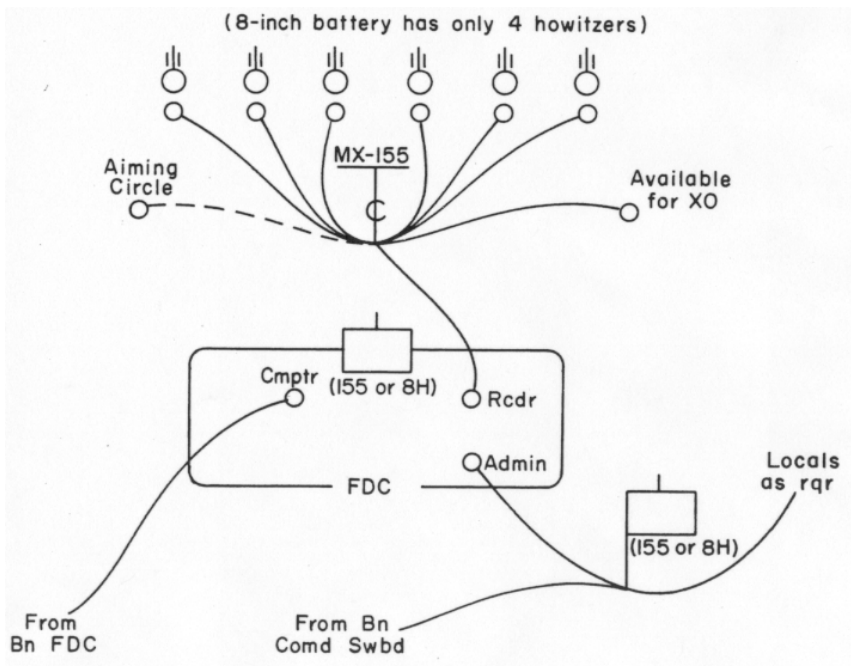 (8-inch battery has only 4 howitzers)
MX-155
C
Aiming
Circle
Available
for XO
Cmptr
(155 or 8H)
Rcdr
Admin
FDC
Locals
as rqr
(155 or 8H)
From
Bn FDC
From Bn
Comd Swbd